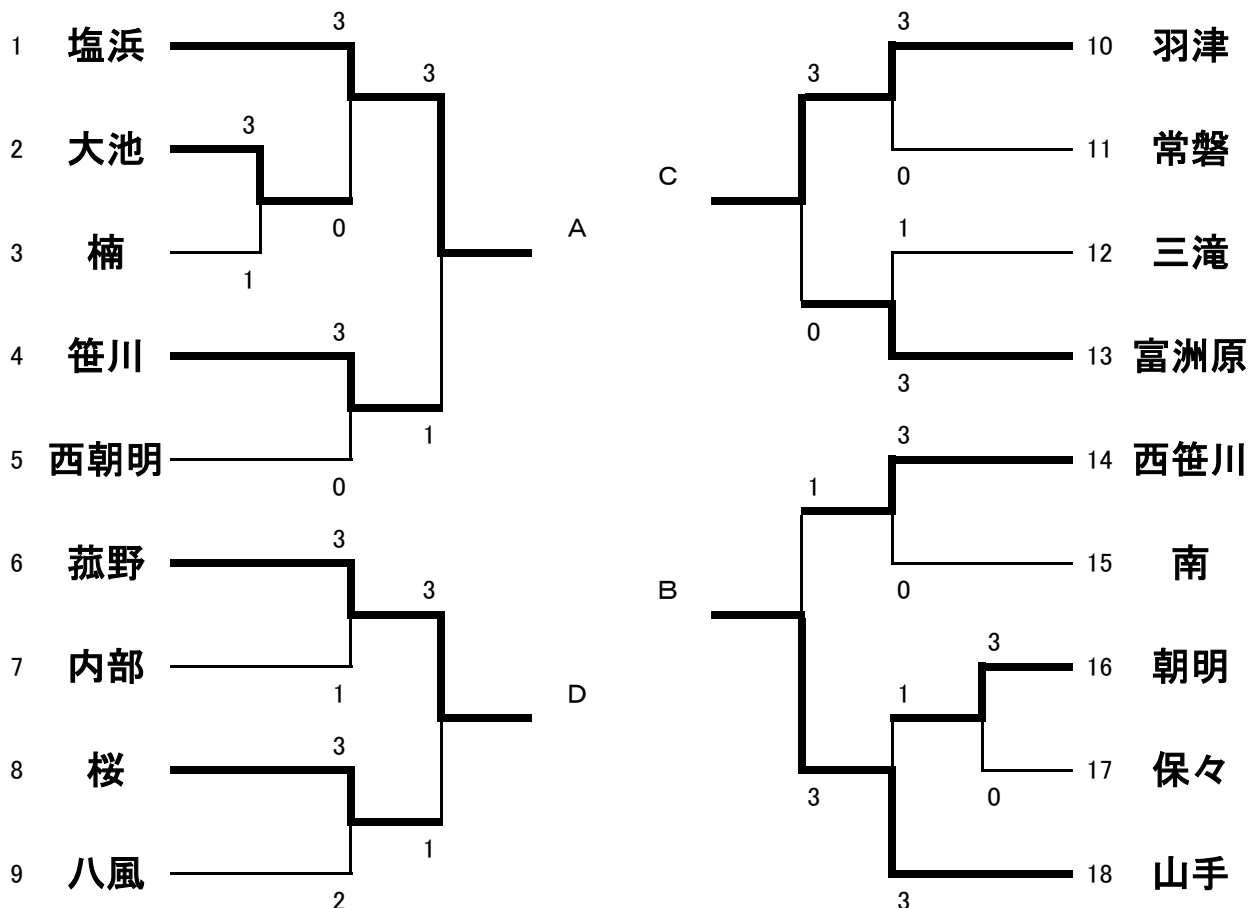 3
1 塩浜
3
3
2 大池
0
3 楠
1
A
3
4 笹川
1
5 西朝明
0
3
6 菰野
3
7 内部
1
D
3
8 桜
1
9 八風
2
3
10 羽津
3
11 常磐
0
C
1
12 三滝
0
13 富洲原
3
3
14 西笹川
1
15 南
0
B
3
16 朝明
1
17 保々
0
3
18 山手
3